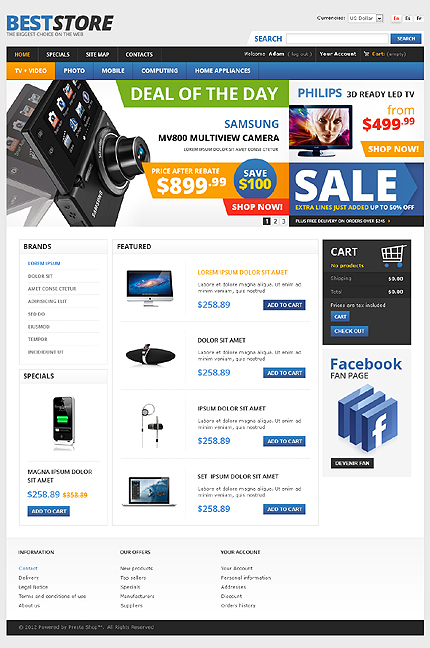 BESTSTORE
THE BIGGEST CHOICE ON THE WEB
Currencies: US Dollar
En Es Fr
SEARCH SEARCH
HOME SPECIALS SITE MAP CONTACTS
Welcome Adam ( log out ) Your Account Cart: (empty)
TV + VIDEO PHOTO MOBILE COMPUTING HOME APPLIANCES
DEAL OF THE DAY
SAMSUNG
MV800 MULTIVIEW CAMERA
LOREM IPSUM DOLOR SIT AMET CONSE CTETUR
PRICE AFTER REBATE
$899.99
SAVE
$100
SHOP NOW!
SAMSUNG
1 2 3
PHILIPS 3D READY LED TV
from
$499.99
SHOP NOW!
SALE
EXTRA LINES JUST ADDED UP TO 50% OFF
PLUS FREE DELIVERY ON ORDERS OVER $245
BRANDS
LOREM IPSUM
DOLOR SIT
AMET CONSE CTETUR
ADIPISICING ELIT
SED DO
EIUSMOD
TEMPOR
INCIDIDUNT UT
SPECIALS
MAGNA IPSUM DOLOR
SIT AMET
$258.89 $358.89
ADD TO CART
FEATURED
LOREM IPSUM DOLOR SIT AMET
Labore et dolore magna aliqua. Ut enim ad
minim veniam, quis nostrud
$258.89 ADD TO CART
DOLOR SIT AMET
Labore et dolore magna aliqua. Ut enim ad
minim veniam, quis nostrud
$258.89 ADD TO CART
IPSUM DOLOR SIT AMET
Labore et dolore magna aliqua. Ut enim ad
minim veniam, quis nostrud
$258.89 ADD TO CART
SET IPSUM DOLOR SIT AMET
Labore et dolore magna aliqua. Ut enim ad
minim veniam, quis nostrud
$258.89 ADD TO CART
CART
No products
Shipping $0.00
Total $0.00
Prices are tax included
CART
CHECK OUT
Facebook
FAN PAGE
f
DEVENIR FAN
INFORMATION
Contact
Delivery
Legal Notice
Terms and conditions of use
About us
OUR OFFERS
New products
Top sellers
Specials
Manufacturers
Suppliers
YOUR ACCOUNT
Your Account
Personal information
Addresses
Discount
Orders history
© 2012 Powered by Presta Shop™. All Rights Reserved